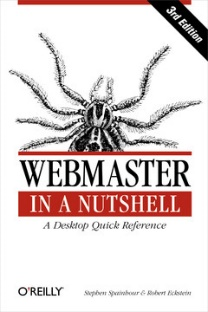 3rd Edition
WEBMASTER
IN A NUTSHELL
A Desktop Quick Reference
O'REILLY
Stephen Spainhour & Robert Eckstein